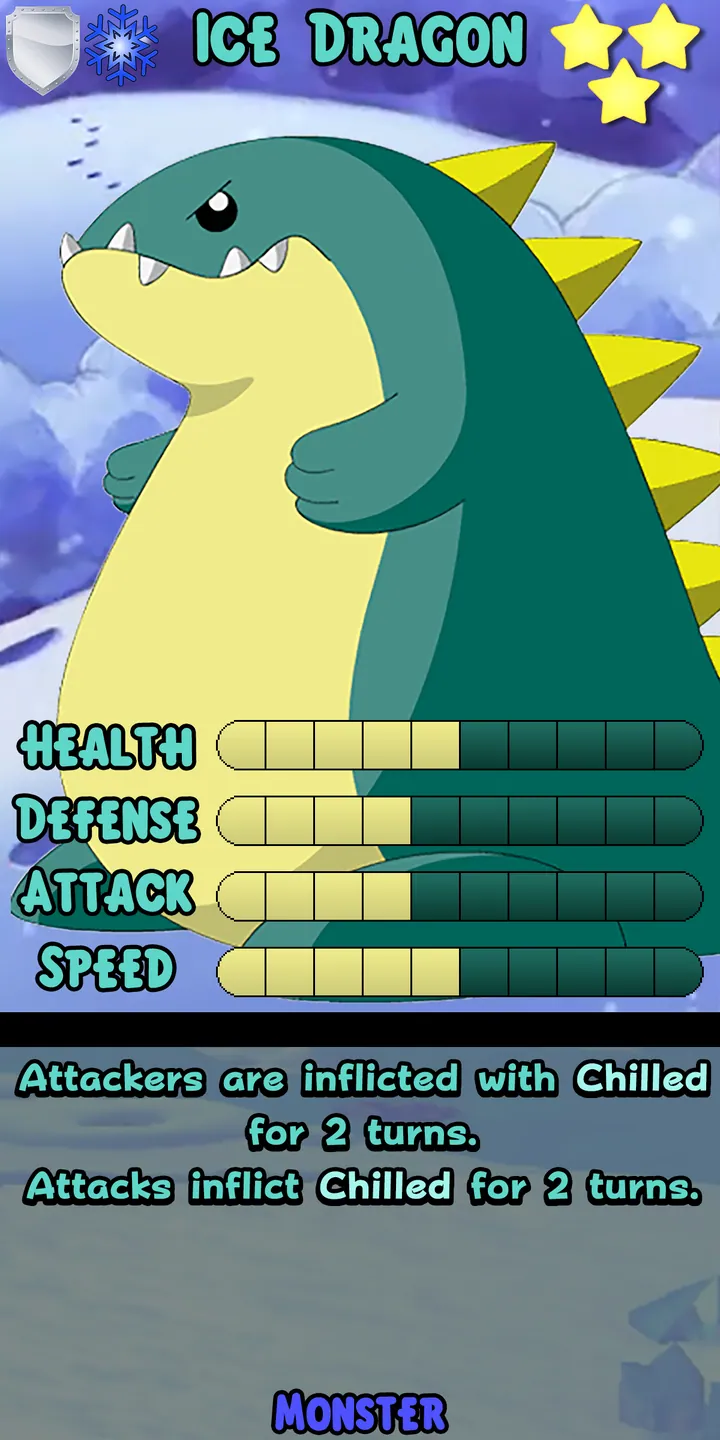 Ice Dragon
Health
Defense
Attack
Speed
Attackers are inflicted with Chilled
for 2 turns.
Attacks inflict Chilled for 2 turns.
Monster